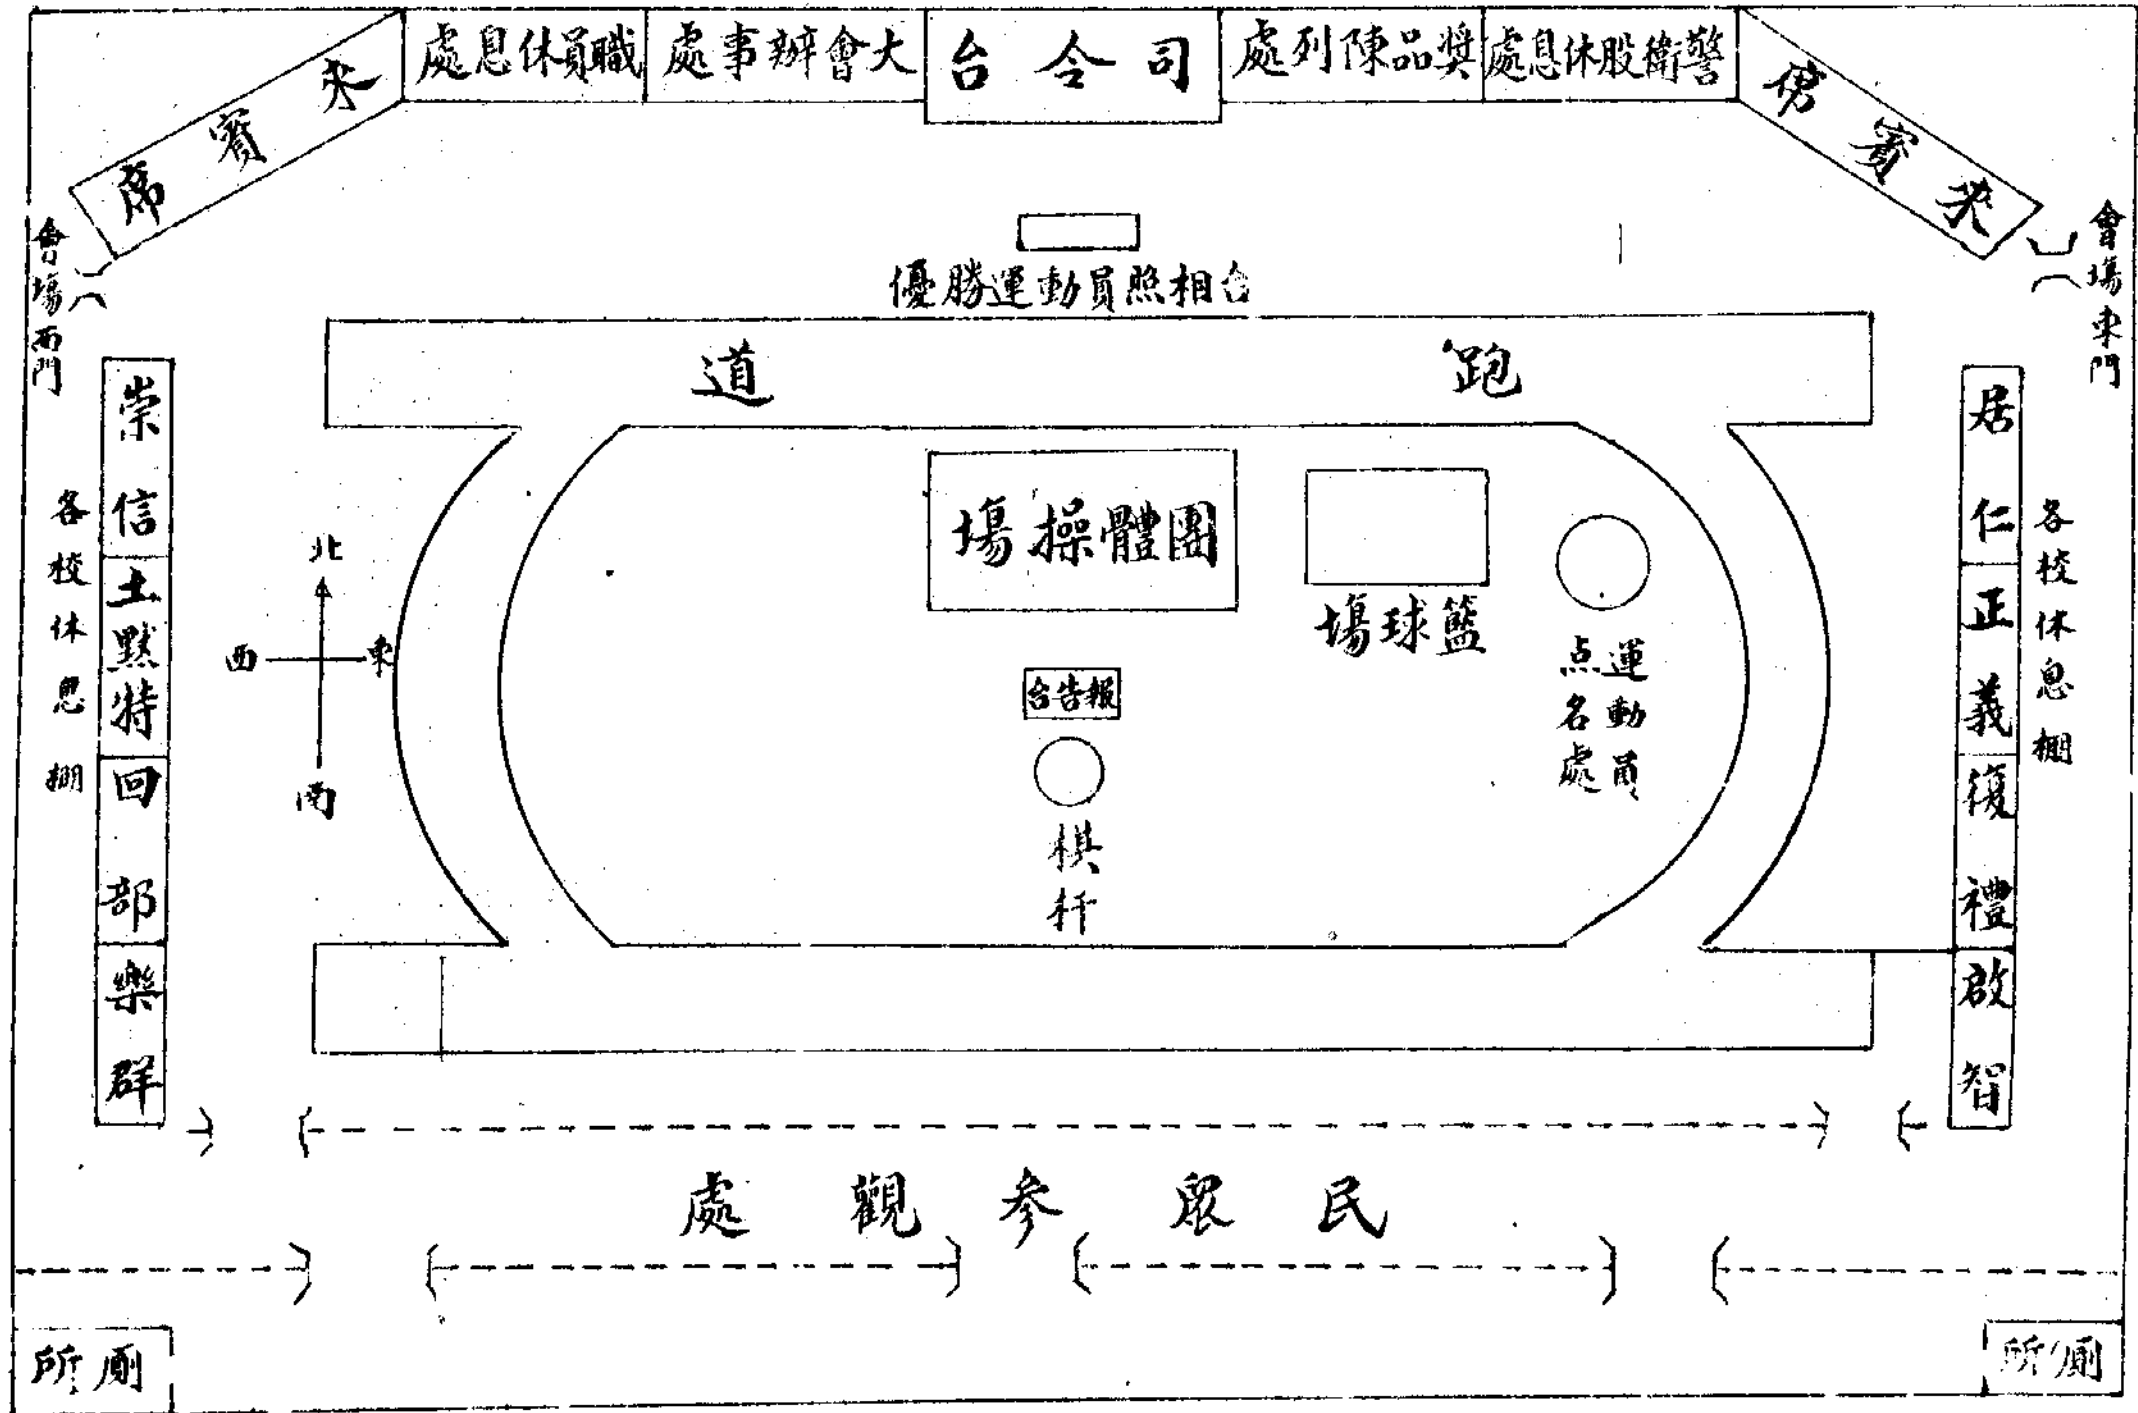 來賓席
職員休息處
大會辦事處
司令台
獎品陳列處
警衛股休息處
來賓席
會場西門
會場東門
優勝運動員照相台
跑道
崇信
土默特
回部
樂群
各校休息棚
居仁
正義
復禮
啟智
各校休息棚
北
西
東
南
團體操場
籃球場
運動員
点名處
報告台
棋杆
民眾參觀處
厠所
厠所